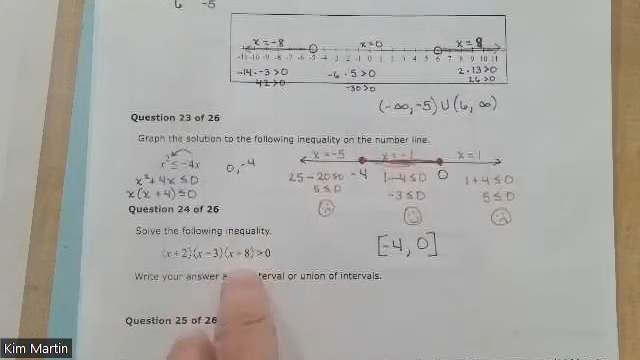 6 -5
x=-8 x=0 x=8
-11 -10 -9 -8 -7 -6 -5 -4 -3 -2 -1 0 1 2 3 4 5 6 7 8 9 10 11
-14·-3>0 -6·5>0 2·13>0
42>0 -30>0 26>0
(-∞,-5)∪(6,∞)
Question 23 of 26
Graph the solution to the following inequality on the number line.
x²≤-4x 0,-4 x=-5 x=-1 x=1
x²+4x≤0 25-20≤0 -4 1·-4≤0 0 1+4≤0
x(x+4)≤0 5≤0 -3≤0 5≤0
Question 24 of 26
Solve the following inequality. [-4,0]
(x+2)(x-3)(x+8)>0
Write your answer a terval or union of intervals.
Question 25 of 26
Kim Martin